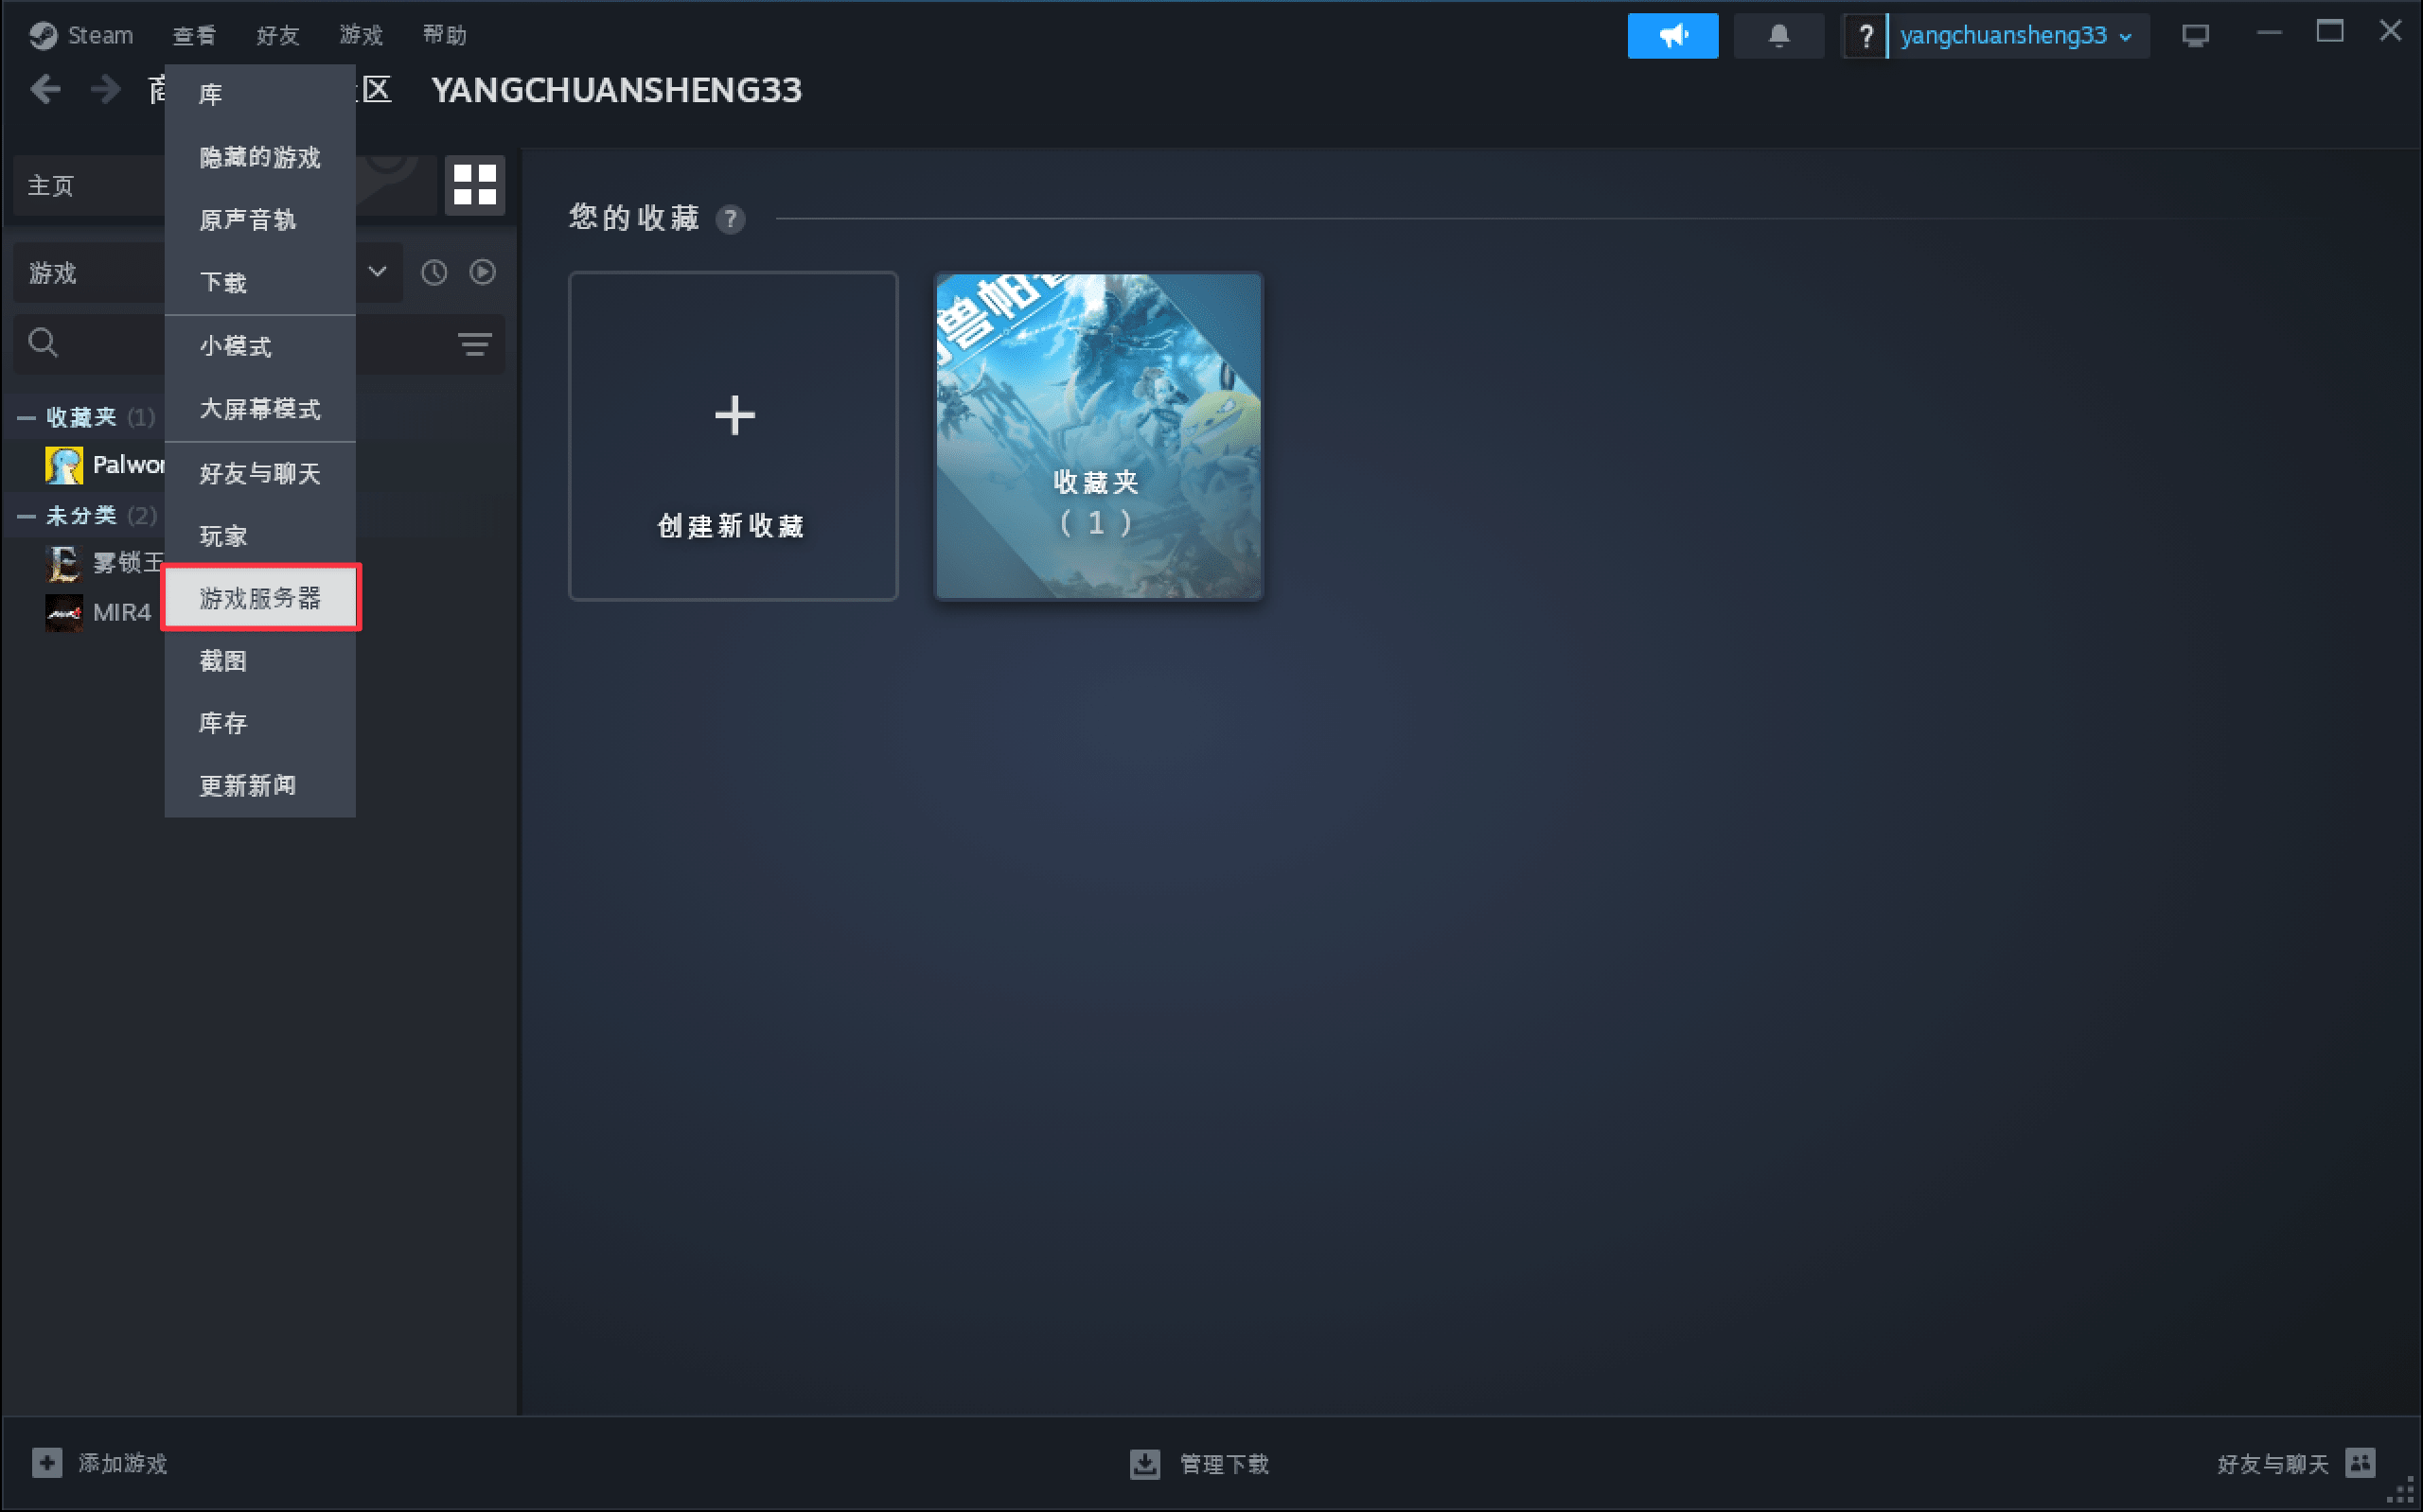 Steam 查看 好友 游戏 帮助
? yangchuansheng33
商
区 YANGCHUANSHENG33
主页
游戏
收藏夹 (1)
Palwor
未分类 (2)
雾锁王
MIR4
库
隐藏的游戏
原声音轨
下载
小模式
大屏幕模式
好友与聊天
玩家
游戏服务器
截图
库存
更新新闻
您的收藏 ?
+
创建新收藏
兽帕
收藏夹
( 1 )
添加游戏
管理下载
好友与聊天